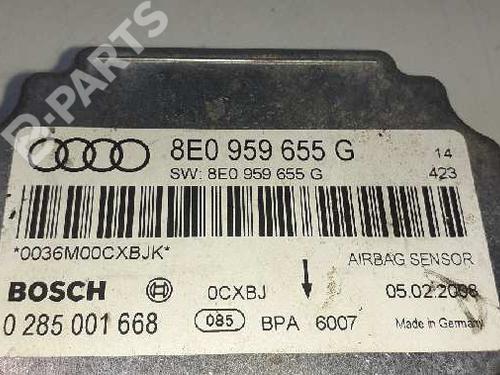 B-PARTS
8E0 959 655 G 14
SW: 8E0 959 655 G 423
*0036M00CXBJK*
AIRBAG SENSOR
BOSCH 0CXBJ 05.02.2008
0 285 001 668 085 BPA 6007 Made in Germany